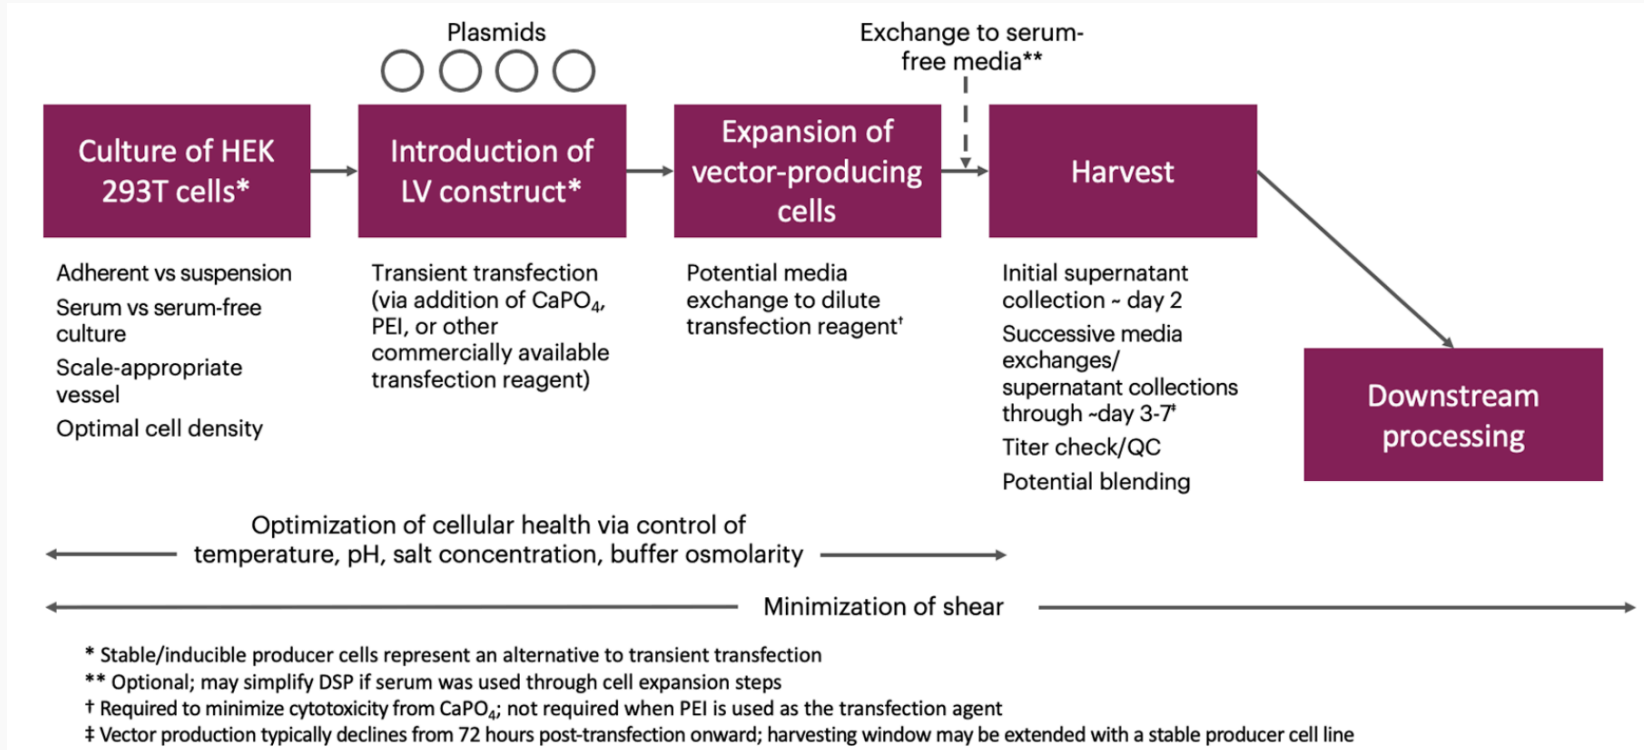 Plasmids
Exchange to serum-
free media**
Culture of HEK
293T cells*
Introduction of
LV construct*
Expansion of
vector-producing
cells
Harvest
Adherent vs suspension
Serum vs serum-free
culture
Scale-appropriate
vessel
Optimal cell density
Transient transfection
(via addition of CaPO₄,
PEI, or other
commercially available
transfection reagent)
Potential media
exchange to dilute
transfection reagent†
Initial supernatant
collection ~ day 2
Successive media
exchanges/
supernatant collections
through ~day 3-7‡
Titer check/QC
Potential blending
Downstream
processing
Optimization of cellular health via control of
temperature, pH, salt concentration, buffer osmolarity
Minimization of shear
* Stable/inducible producer cells represent an alternative to transient transfection
** Optional; may simplify DSP if serum was used through cell expansion steps
† Required to minimize cytotoxicity from CaPO₄; not required when PEI is used as the transfection agent
‡ Vector production typically declines from 72 hours post-transfection onward; harvesting window may be extended with a stable producer cell line